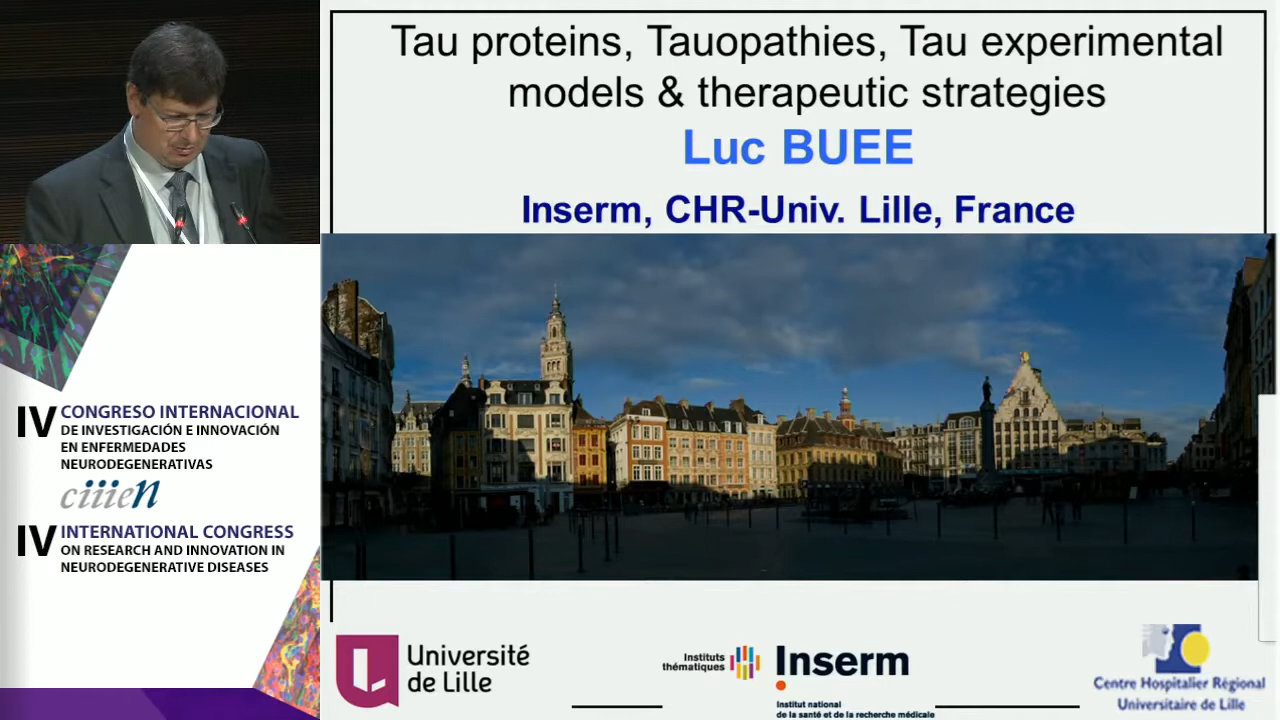 Tau proteins, Tauopathies, Tau experimental
models & therapeutic strategies
Luc BUEE
Inserm, CHR-Univ. Lille, France
IV CONGRESO INTERNACIONAL
DE INVESTIGACIÓN E INNOVACIÓN
EN ENFERMEDADES
NEURODEGENERATIVAS
ciiien
IV INTERNATIONAL CONGRESS
ON RESEARCH AND INNOVATION IN
NEURODEGENERATIVE DISEASES
Université
de Lille
Instituts
thématiques
Inserm
Institut national
de la santé et de la recherche médicale
Centre Hospitalier Régional
Universitaire de Lille